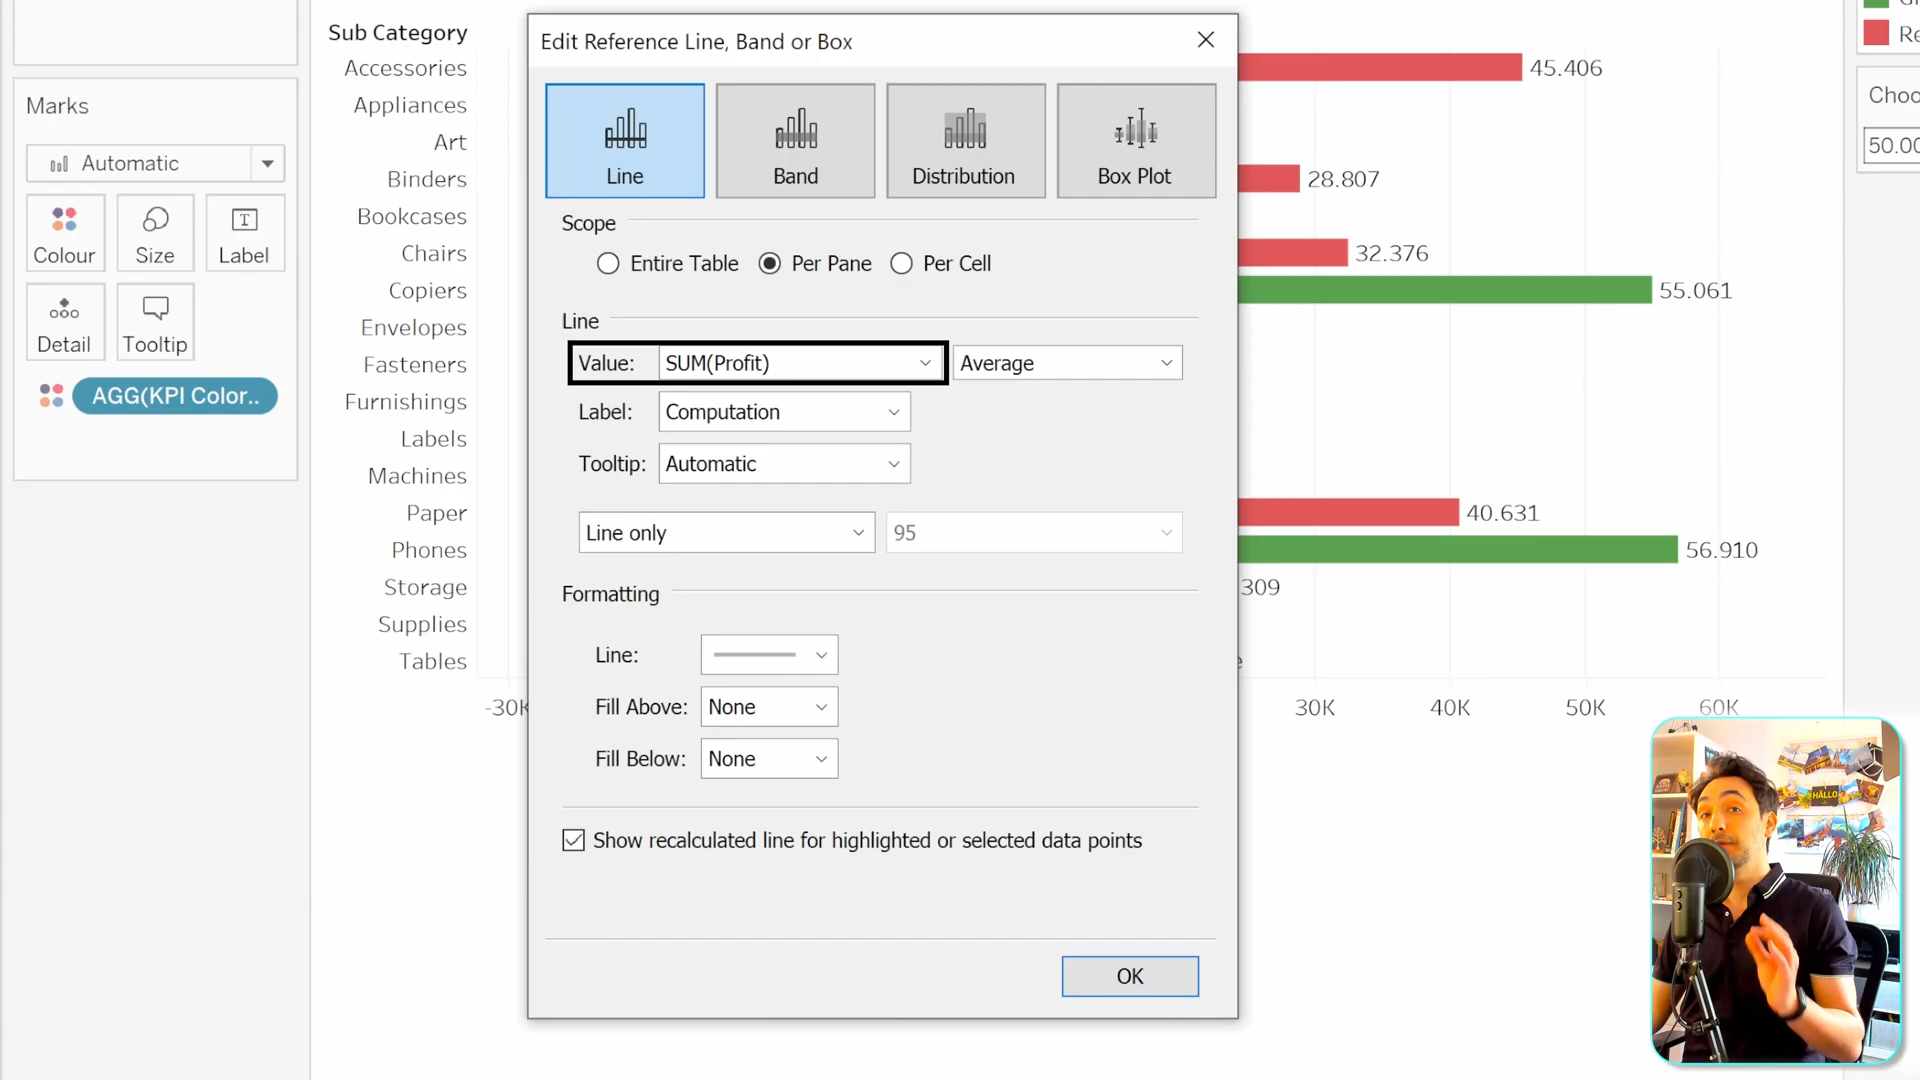 Sub Category
Accessories
Appliances
Art
Binders
Bookcases
Chairs
Copiers
Envelopes
Fasteners
Furnishings
Labels
Machines
Paper
Phones
Storage
Supplies
Tables
Marks
Automatic
Colour
Size
Label
Detail
Tooltip
AGG(KPI Color..
Edit Reference Line, Band or Box
Line
Band
Distribution
Box Plot
Scope
Entire Table
Per Pane
Per Cell
Line
Value: SUM(Profit) Average
Label: Computation
Tooltip: Automatic
Line only 95
Formatting
Line:
Fill Above: None
Fill Below: None
Show recalculated line for highlighted or selected data points
OK
45.406
28.807
32.376
55.061
40.631
56.910
309
-30K
30K
40K
50K
60K
Re
Choo
50.00
HALLO